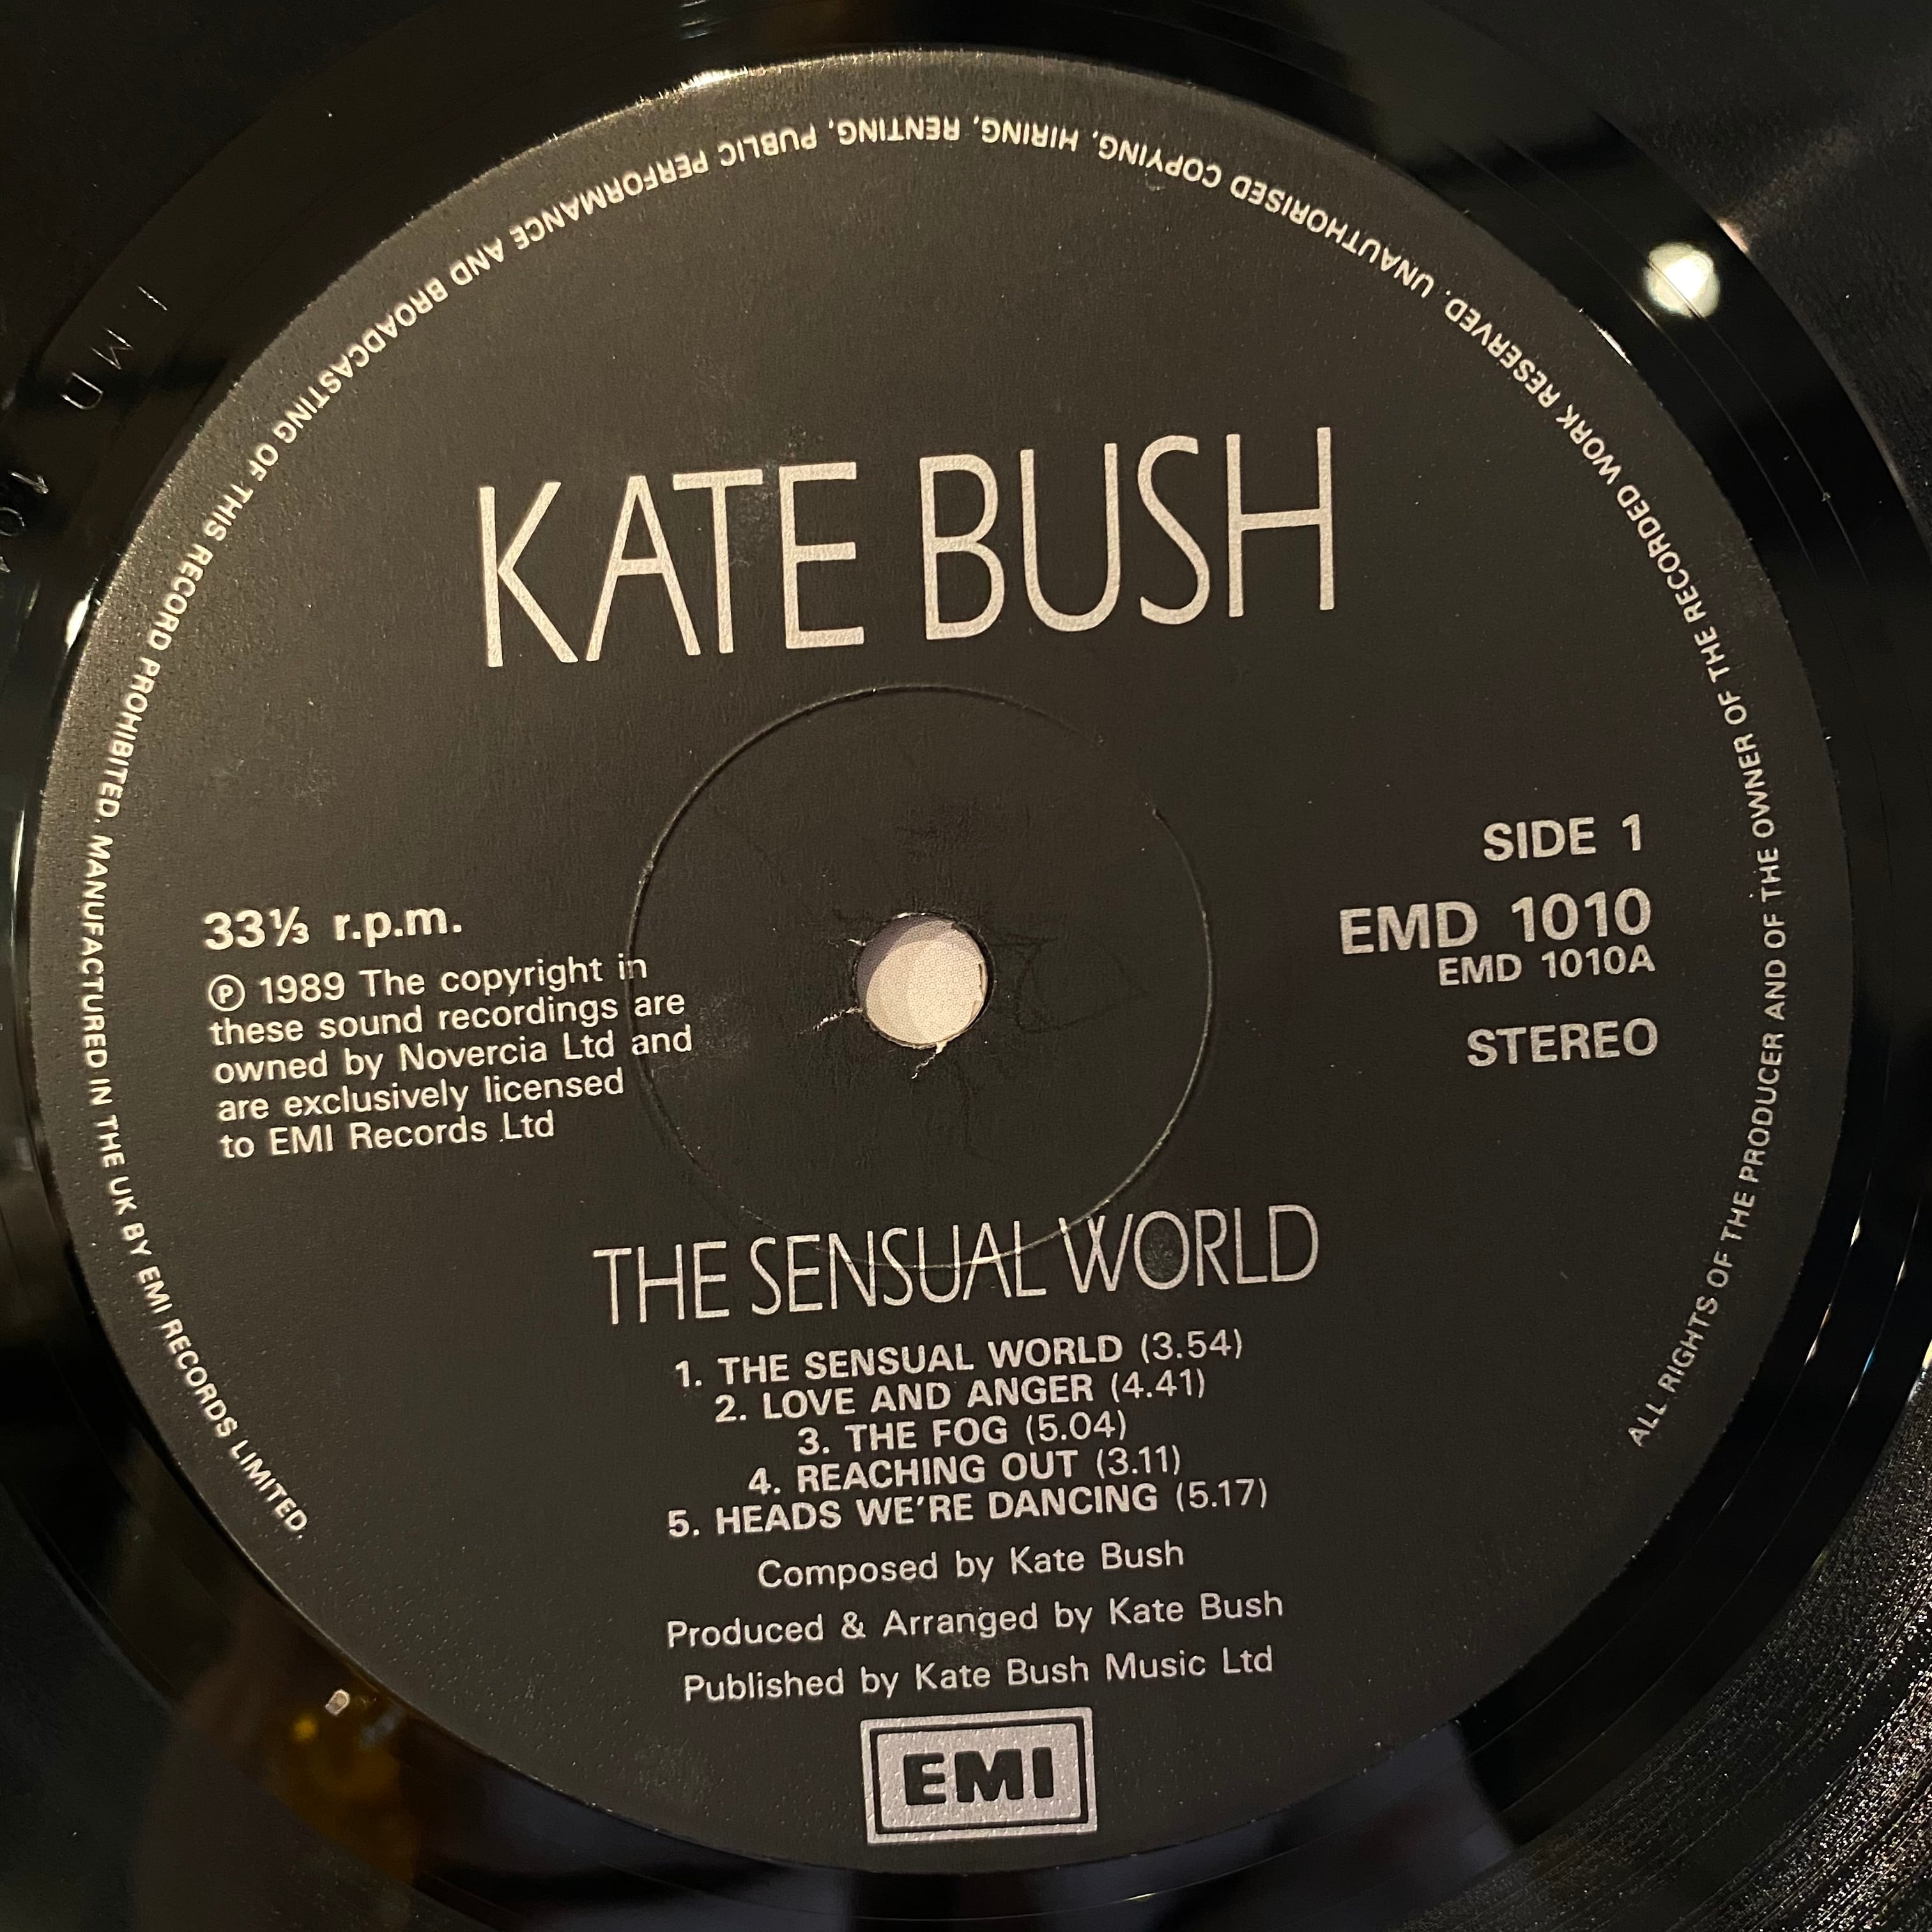 ALL RIGHTS OF THE PRODUCER AND OF THE OWNER OF THE RECORDED WORK RESERVED. UNAUTHORISED COPYING, HIRING, RENTING, PUBLIC PERFORMANCE AND BROADCASTING OF THIS RECORD PROHIBITED. MANUFACTURED IN THE UK BY EMI RECORDS LIMITED.
KATE BUSH
SIDE 1
EMD 1010
EMD 1010A
STEREO
33⅓ r.p.m.
℗ 1989 The copyright in
these sound recordings are
owned by Novercia Ltd and
are exclusively licensed
to EMI Records Ltd
THE SENSUAL WORLD
1. THE SENSUAL WORLD (3.54)
2. LOVE AND ANGER (4.41)
3. THE FOG (5.04)
4. REACHING OUT (3.11)
5. HEADS WE'RE DANCING (5.17)
Composed by Kate Bush
Produced & Arranged by Kate Bush
Published by Kate Bush Music Ltd
EMI